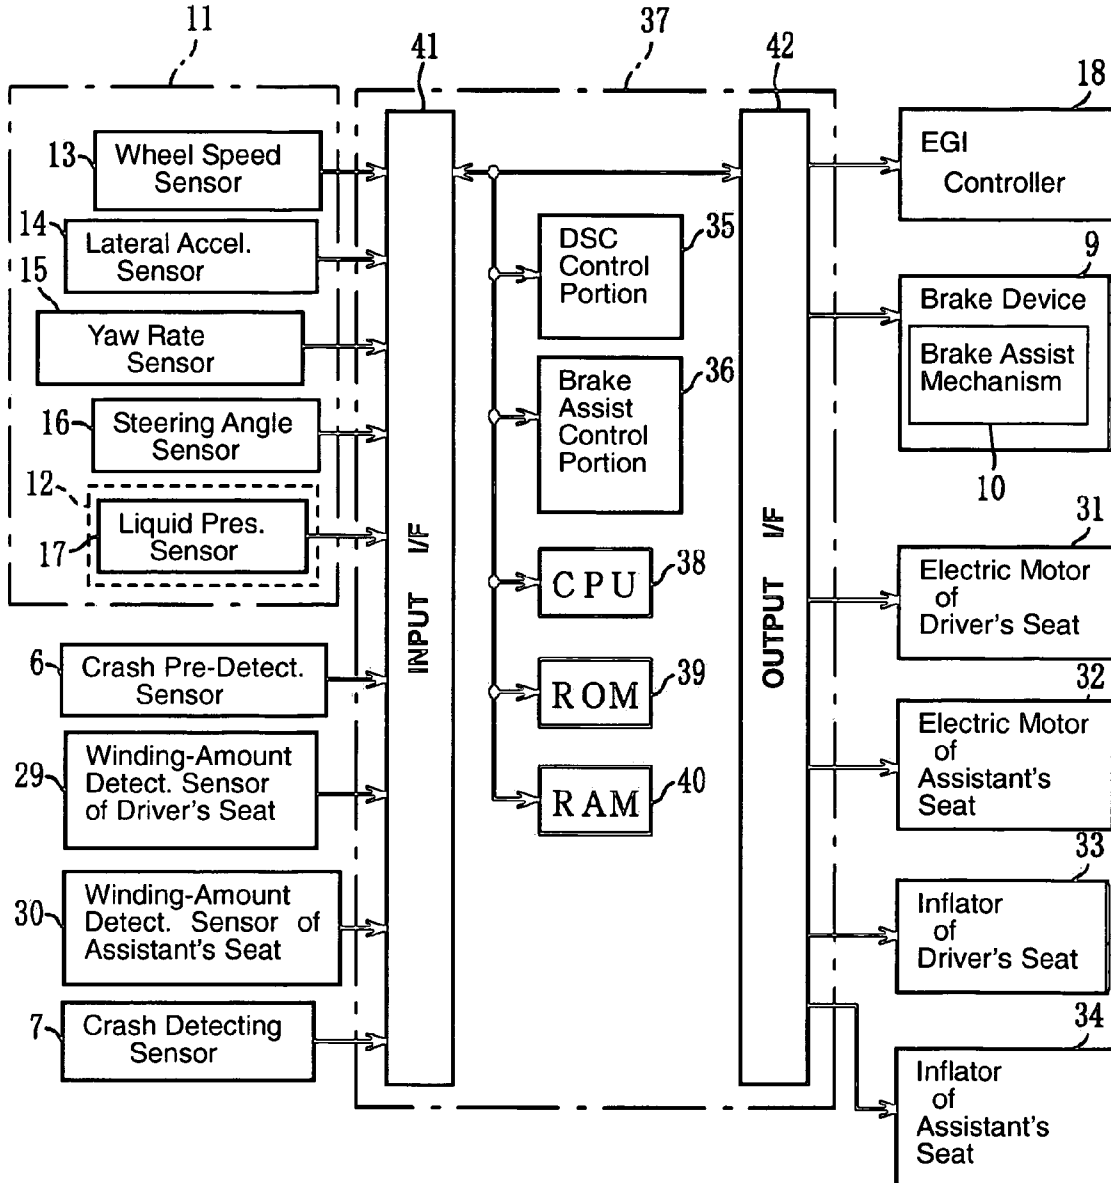 11
41
37
42
18
13
Wheel Speed
Sensor
14
Lateral Accel.
Sensor
15
Yaw Rate
Sensor
16
Steering Angle
Sensor
12
17
Liquid Pres.
Sensor
6
Crash Pre-Detect.
Sensor
29
Winding-Amount
Detect. Sensor
of Driver's Seat
30
Winding-Amount
Detect. Sensor of
Assistant's Seat
7
Crash Detecting
Sensor
INPUT I/F
DSC
Control
Portion
35
Brake
Assist
Control
Portion
36
CPU
38
ROM
39
RAM
40
OUTPUT I/F
EGI
Controller
9
Brake Device
Brake Assist
Mechanism
10
31
Electric Motor
of
Driver's Seat
32
Electric Motor
of
Assistant's
Seat
33
Inflator
of
Driver's Seat
34
Inflator
of
Assistant's
Seat